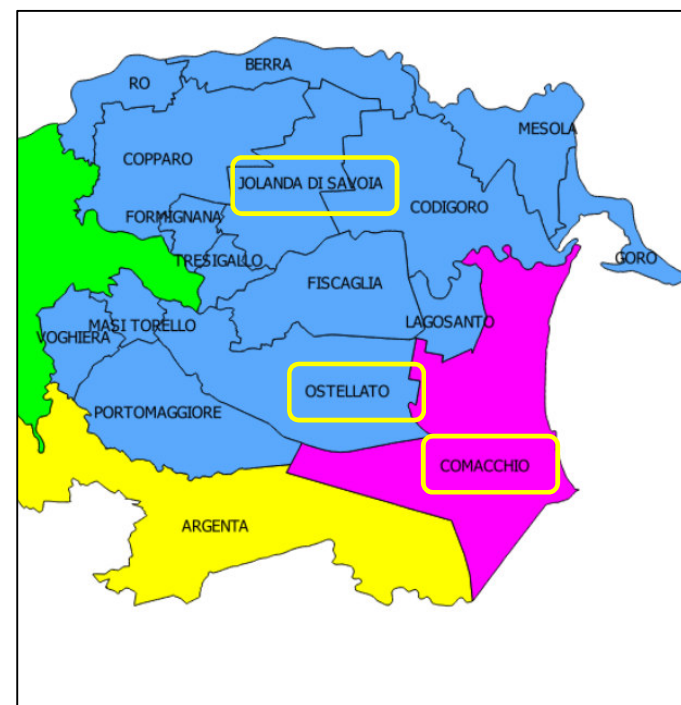 BERRA
RO
MESOLA
COPPARO
JOLANDA DI SAVOIA
CODIGORO
FORMIGNANA
TRESIGALLO
GORO
FISCAGLIA
LAGOSANTO
MASI TORELLO
VOGHIERA
OSTELLATO
PORTOMAGGIORE
COMACCHIO
ARGENTA